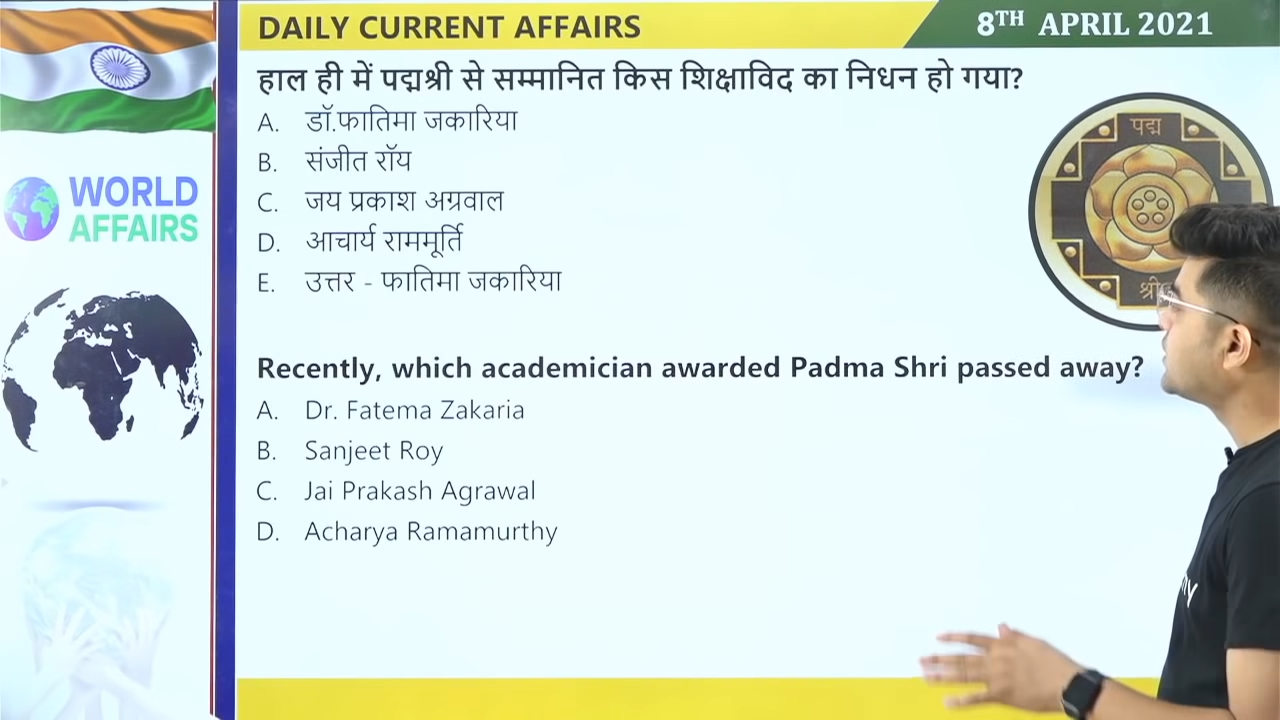 DAILY CURRENT AFFAIRS
8TH APRIL 2021
हाल ही में पद्मश्री से सम्मानित किस शिक्षाविद का निधन हो गया?
A. डॉ.फातिमा जकारिया
B. संजीत रॉय
C. जय प्रकाश अग्रवाल
D. आचार्य राममूर्ति
E. उत्तर - फातिमा जकारिया
पद्म
श्री
WORLD
AFFAIRS
Recently, which academician awarded Padma Shri passed away?
A. Dr. Fatema Zakaria
B. Sanjeet Roy
C. Jai Prakash Agrawal
D. Acharya Ramamurthy